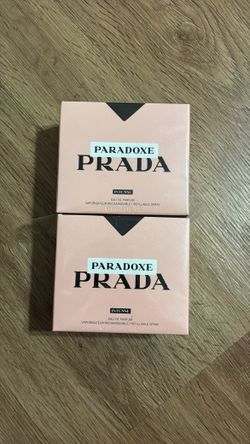 PARADOXE
PRADA
INTENSE
EAU DE PARFUM
VAPORISATEUR RECHARGEABLE / REFILLABLE SPRAY
PARADOXE
PRADA
INTENSE
EAU DE PARFUM
VAPORISATEUR RECHARGEABLE / REFILLABLE SPRAY